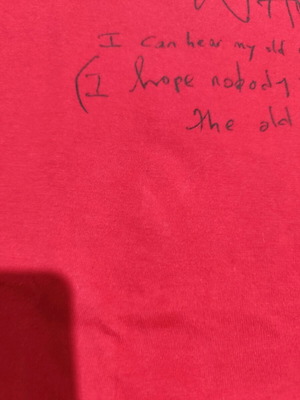 I can hear my old
(I hope nobody
the old